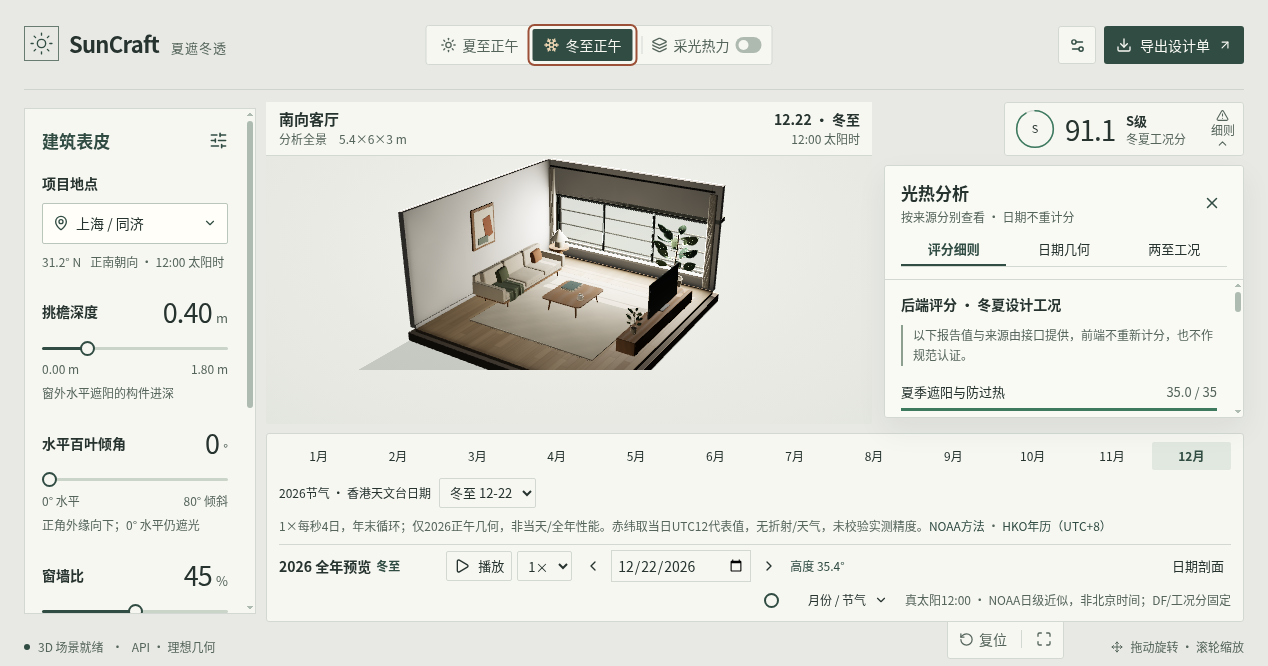 SunCraft 夏遮冬透
夏至正午 冬至正午 采光热力
导出设计单
建筑表皮
项目地点
上海 / 同济
31.2° N 正南朝向 · 12:00 太阳时
挑檐深度 0.40 m
0.00 m 1.80 m
窗外水平遮阳的构件进深
水平百叶倾角 0 °
0° 水平 80° 倾斜
正角外缘向下；0° 水平仍遮光
窗墙比 45 %
南向客厅 12.22 · 冬至
分析全景 5.4×6×3 m 12:00 太阳时
S 91.1 S级
冬夏工况分
细则
光热分析
按来源分别查看 · 日期不重计分
评分细则 日期几何 两至工况
后端评分 · 冬夏设计工况
以下报告值与来源由接口提供，前端不重新计分，也不作
规范认证。
夏季遮阳与防过热 35.0 / 35
1月 2月 3月 4月 5月 6月 7月 8月 9月 10月 11月 12月
2026节气 · 香港天文台日期 冬至 12-22
1×每秒4日，年末循环；仅2026正午几何，非当天/全年性能。赤纬取当日UTC12代表值，无折射/天气，未校验实测精度。NOAA方法 · HKO年历（UTC+8）
2026 全年预览 冬至 播放 1× 12/22/2026 高度 35.4° 日期剖面
月份 / 节气 真太阳12:00 · NOAA日级近似，非北京时间；DF/工况分固定
3D 场景就绪 · API · 理想几何
复位
拖动旋转 · 滚轮缩放